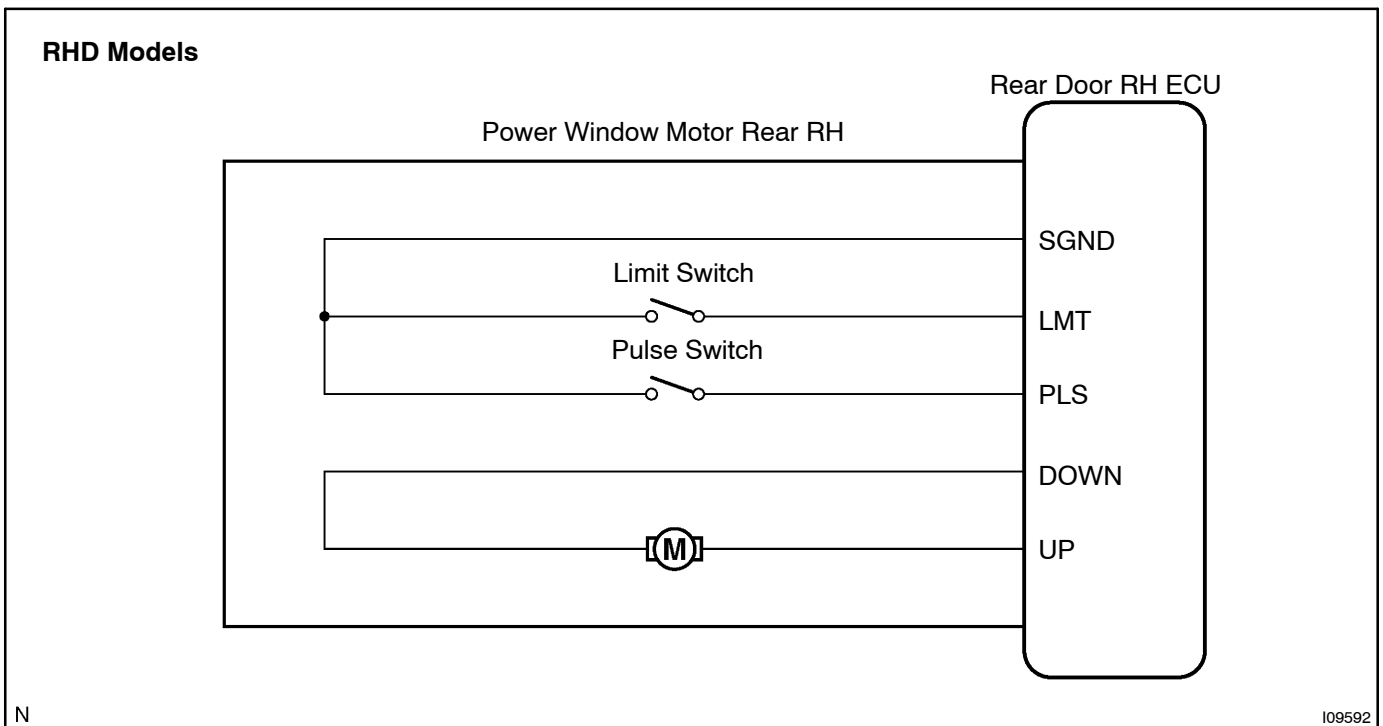 RHD Models
Rear Door RH ECU
Power Window Motor Rear RH
SGND
Limit Switch
LMT
Pulse Switch
PLS
DOWN
M
UP
N
I09592